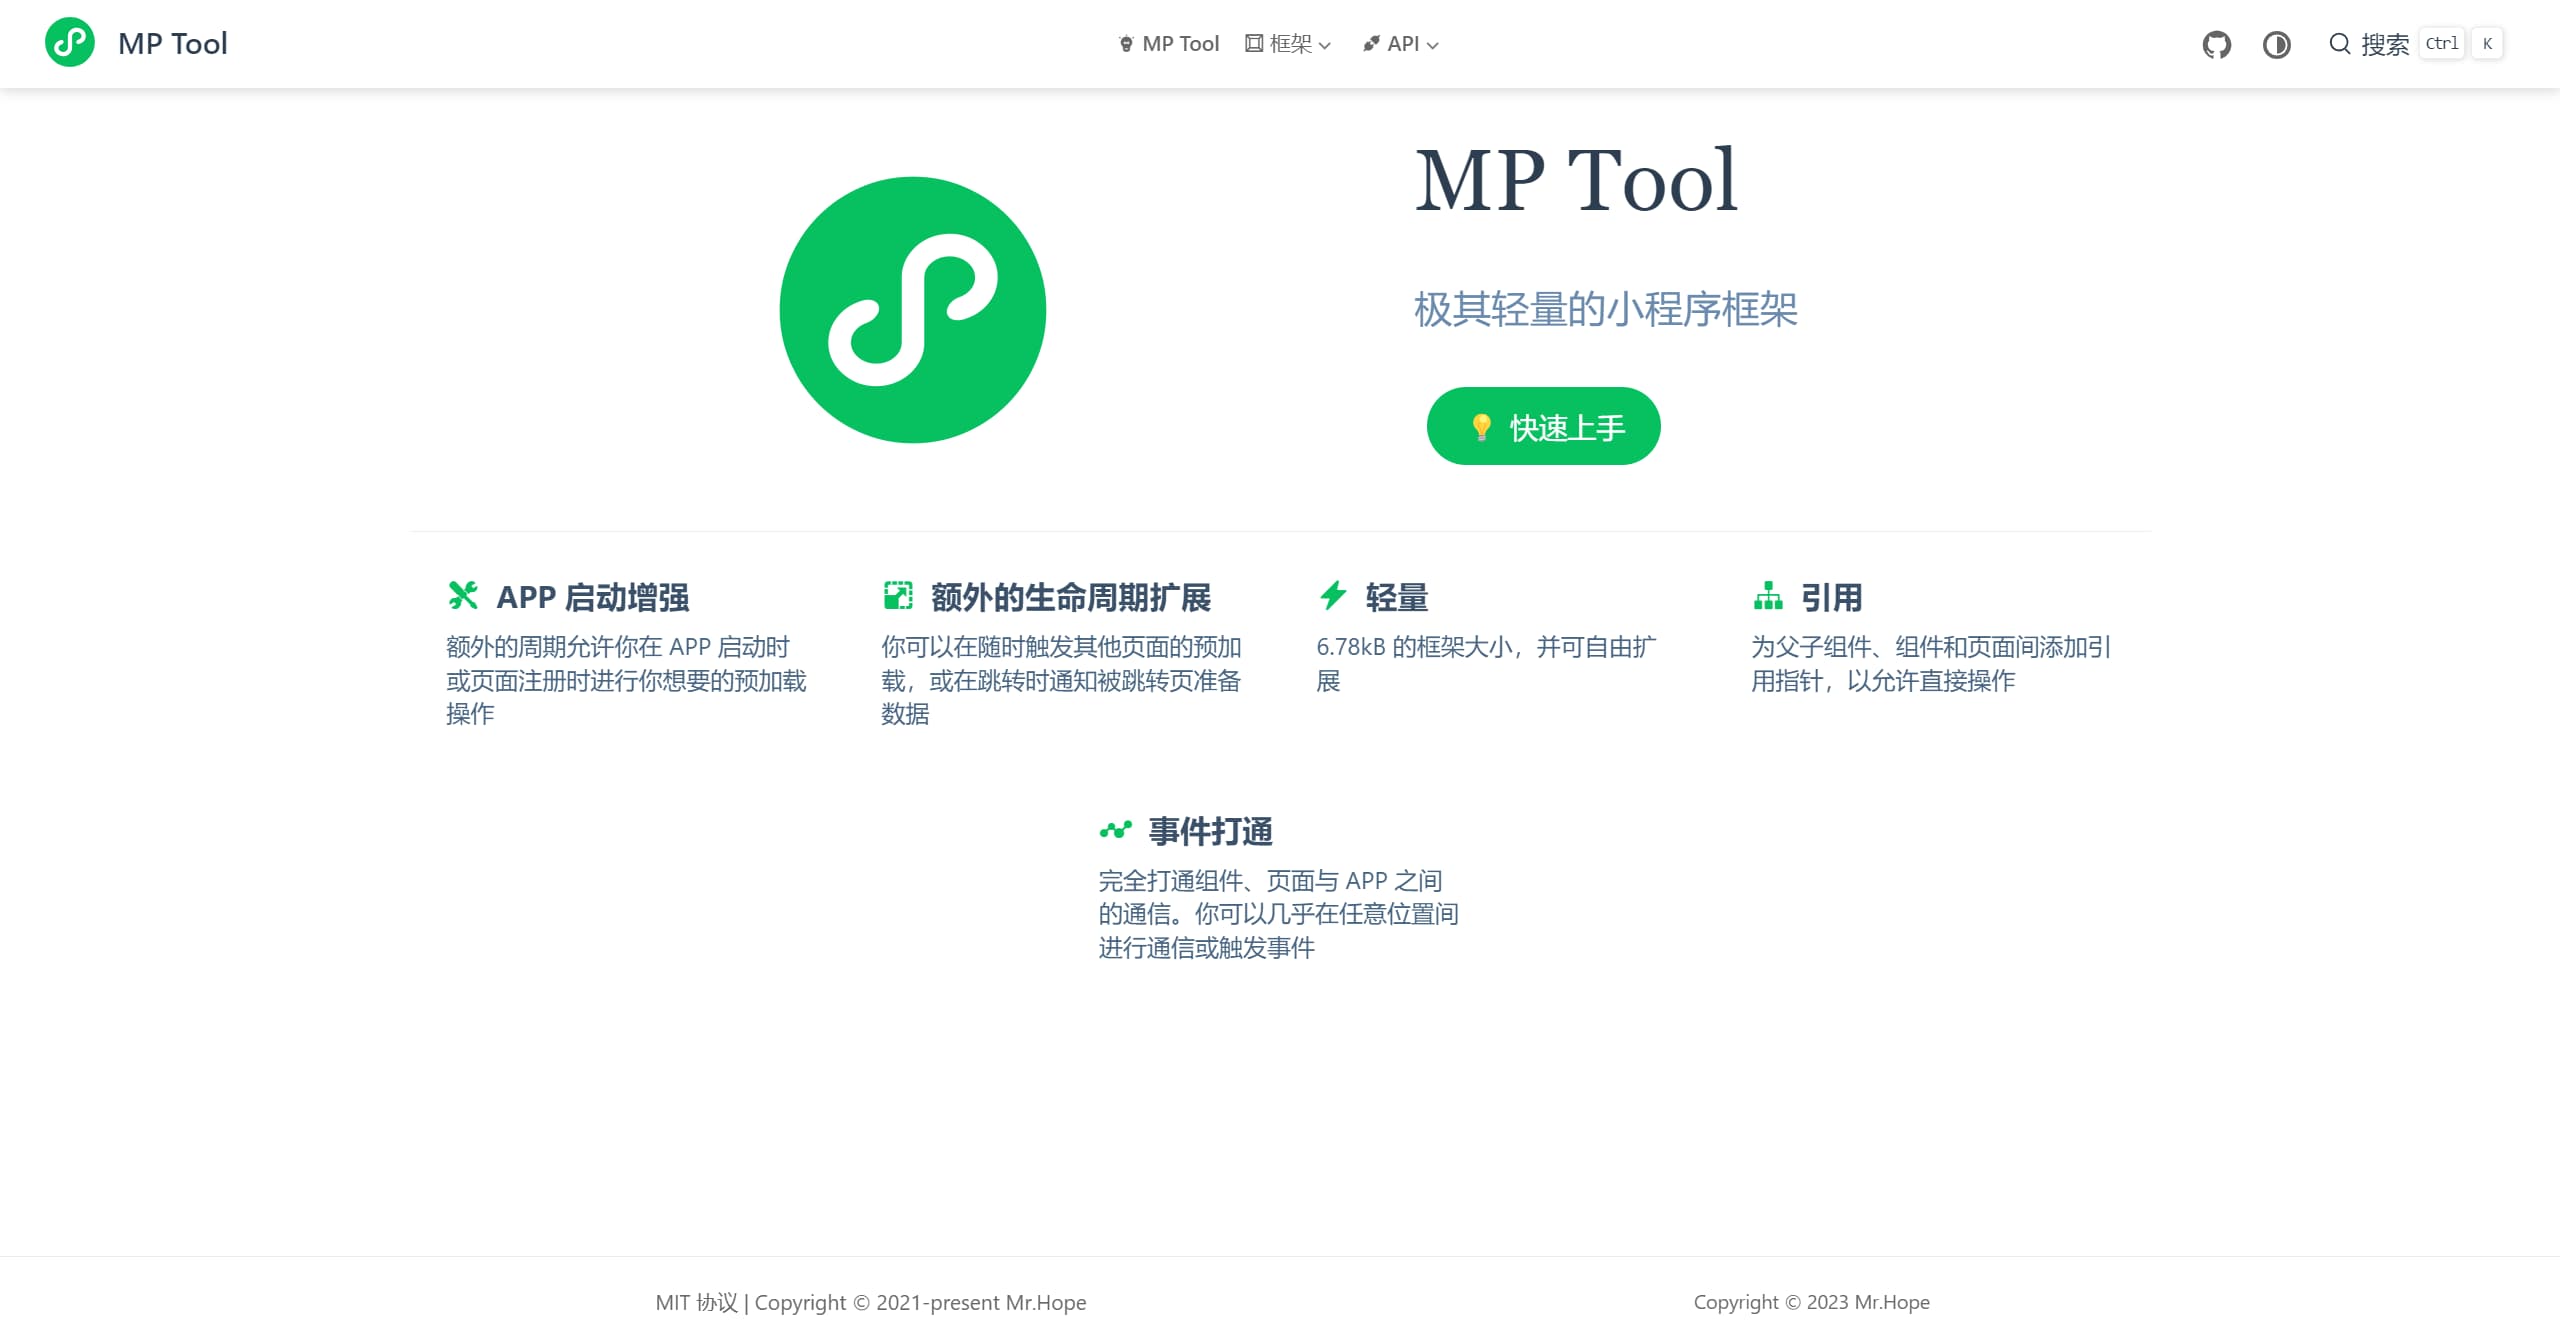 MP Tool
MP Tool
框架
API
搜索
Ctrl
K
MP Tool
极其轻量的小程序框架
快速上手
APP 启动增强
额外的周期允许你在 APP 启动时
或页面注册时进行你想要的预加载
操作
额外的生命周期扩展
你可以在随时触发其他页面的预加
载，或在跳转时通知被跳转页准备
数据
轻量
6.78kB 的框架大小，并可自由扩
展
引用
为父子组件、组件和页面间添加引
用指针，以允许直接操作
事件打通
完全打通组件、页面与 APP 之间
的通信。你可以几乎在任意位置间
进行通信或触发事件
MIT 协议 | Copyright © 2021-present Mr.Hope
Copyright © 2023 Mr.Hope